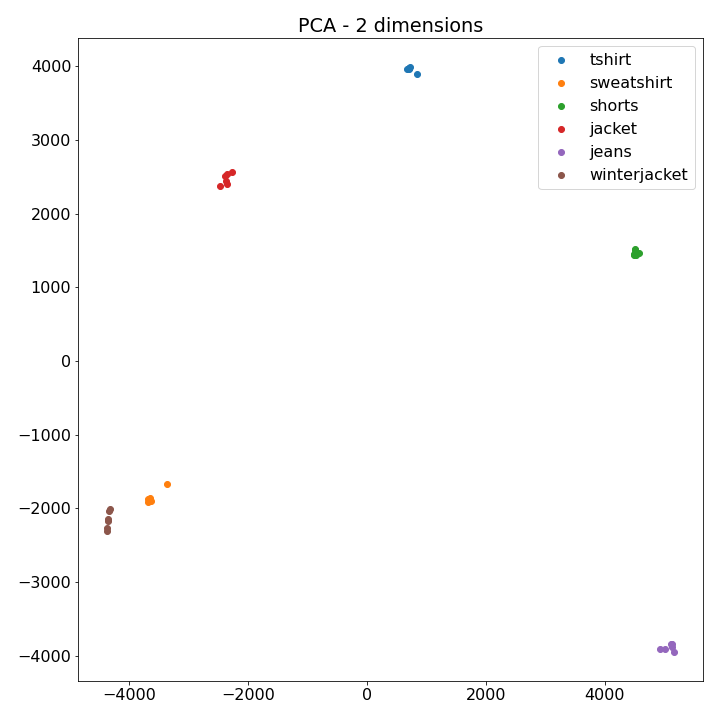 PCA - 2 dimensions
tshirt
sweatshirt
shorts
jacket
jeans
winterjacket
4000
3000
2000
1000
0
−1000
−2000
−3000
−4000
−4000 −2000 0 2000 4000